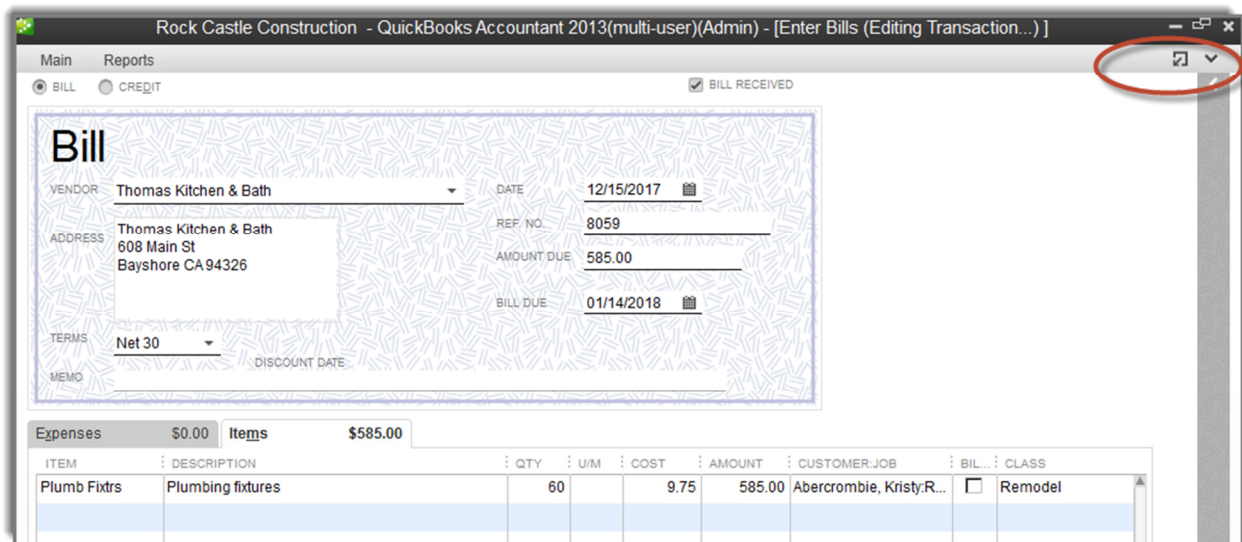 Rock Castle Construction - QuickBooks Accountant 2013(multi-user)(Admin) - [Enter Bills (Editing Transaction...) ]
Main Reports
BILL CREDIT BILL RECEIVED
Bill
VENDOR Thomas Kitchen & Bath DATE 12/15/2017
ADDRESS Thomas Kitchen & Bath REF. NO. 8059
608 Main St
Bayshore CA 94326 AMOUNT DUE 585.00
BILL DUE 01/14/2018
TERMS Net 30
DISCOUNT DATE
MEMO
Expenses $0.00 Items $585.00
ITEM DESCRIPTION QTY U/M COST AMOUNT CUSTOMER:JOB BIL... CLASS
Plumb Fixtrs Plumbing fixtures 60 9.75 585.00 Abercrombie, Kristy:R... Remodel